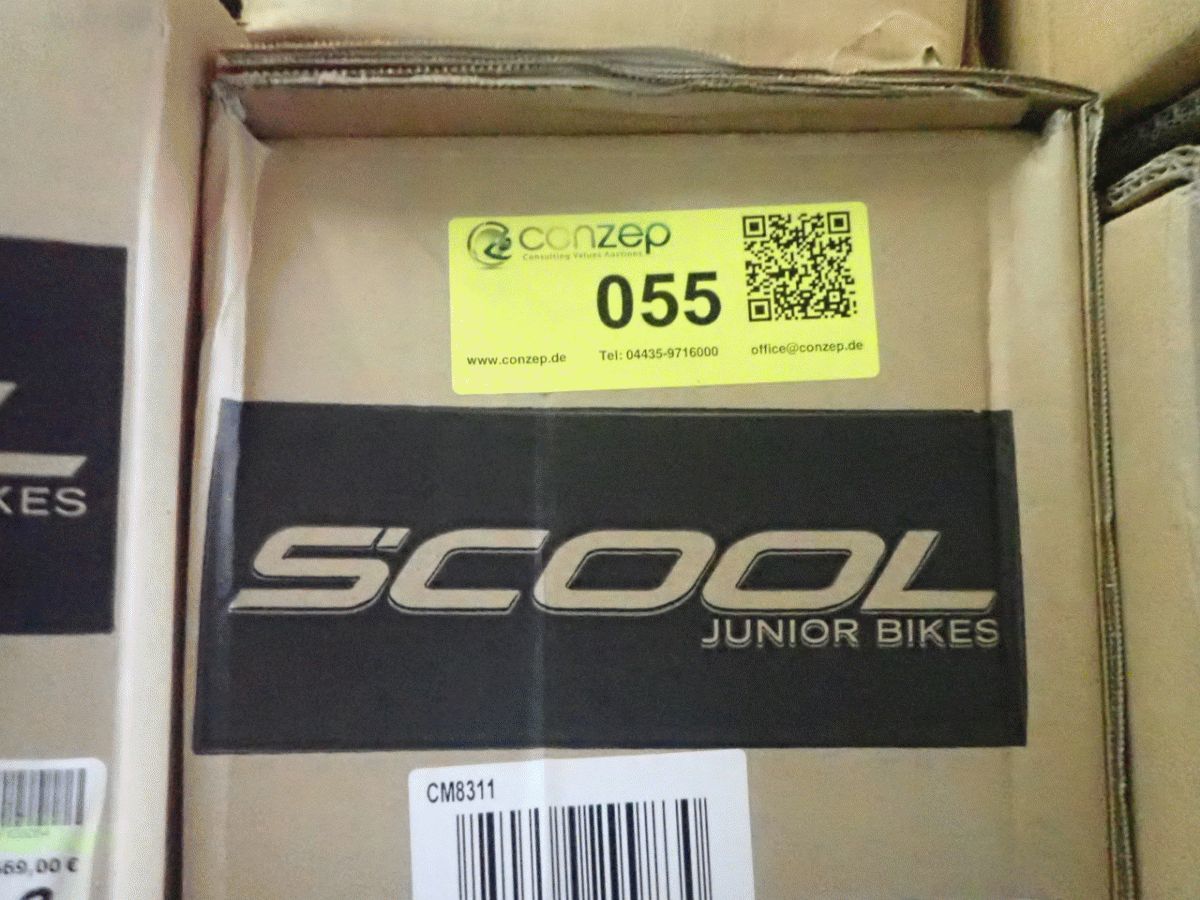 conzep
Consulting Values Auctions
055
www.conzep.de Tel: 04435-9716000 office@conzep.de
S'COOL
JUNIOR BIKES
CM8311
KES
69,00 €